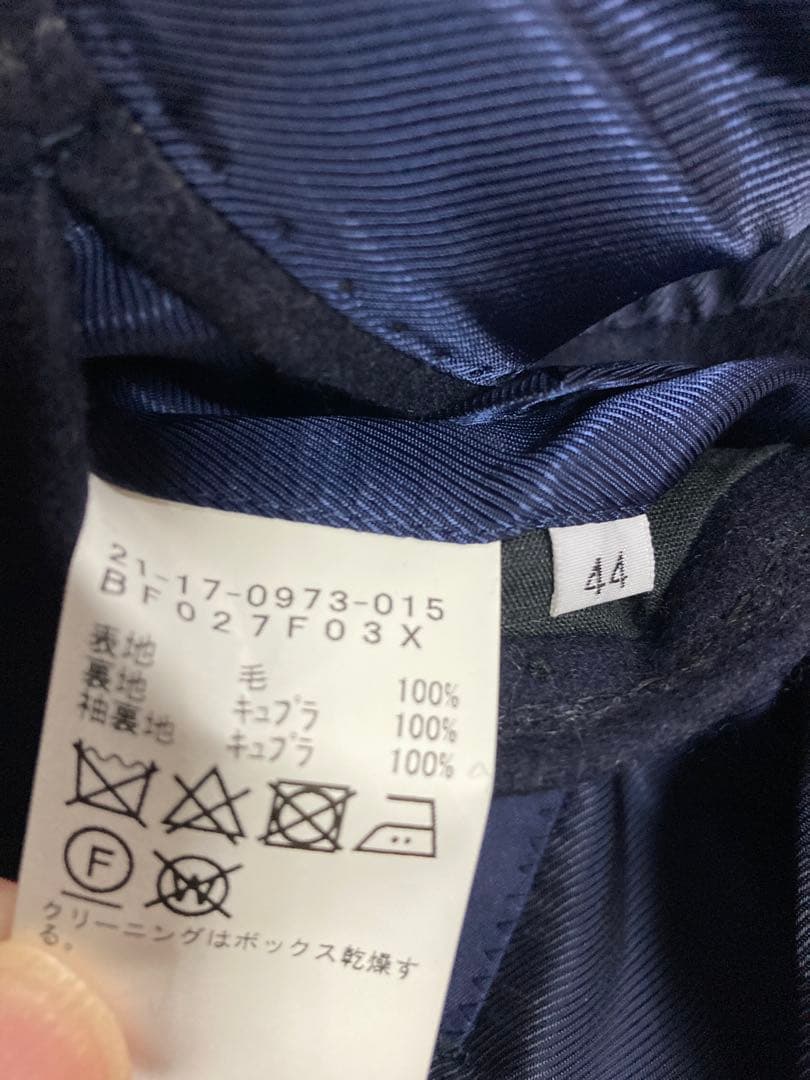 21-17-0973-015
BF027F03X
表地 毛 100%
裏地 キュプラ 100%
袖裏地 キュプラ 100%
F
W
クリーニングはボックス乾燥す
る。
44